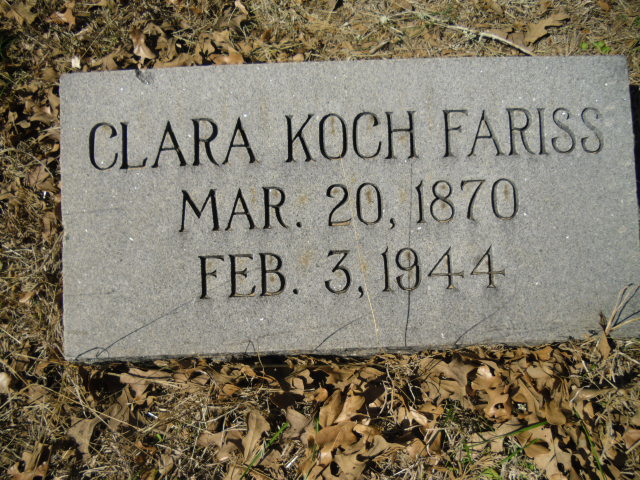 CLARA KOCH FARISS
MAR. 20, 1870
FEB. 3, 1944